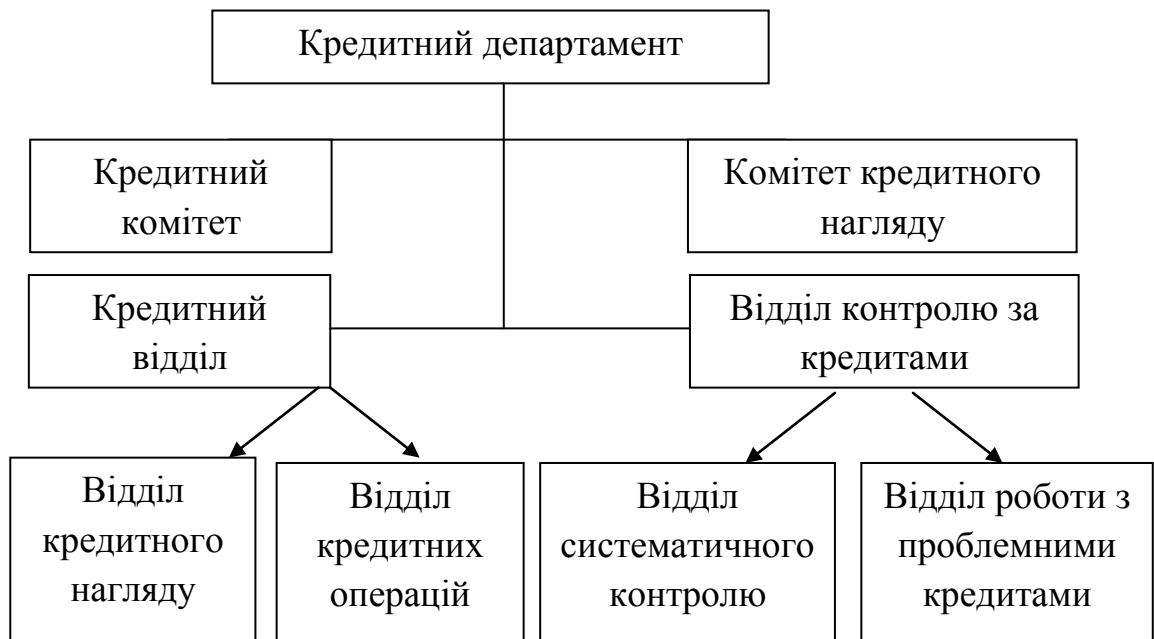 Кредитний департамент
Кредитний
комітет
Комітет кредитного
нагляду
Кредитний
відділ
Відділ контролю за
кредитами
Відділ
кредитного
нагляду
Відділ
кредитних
операцій
Відділ
систематичного
контролю
Відділ роботи з
проблемними
кредитами